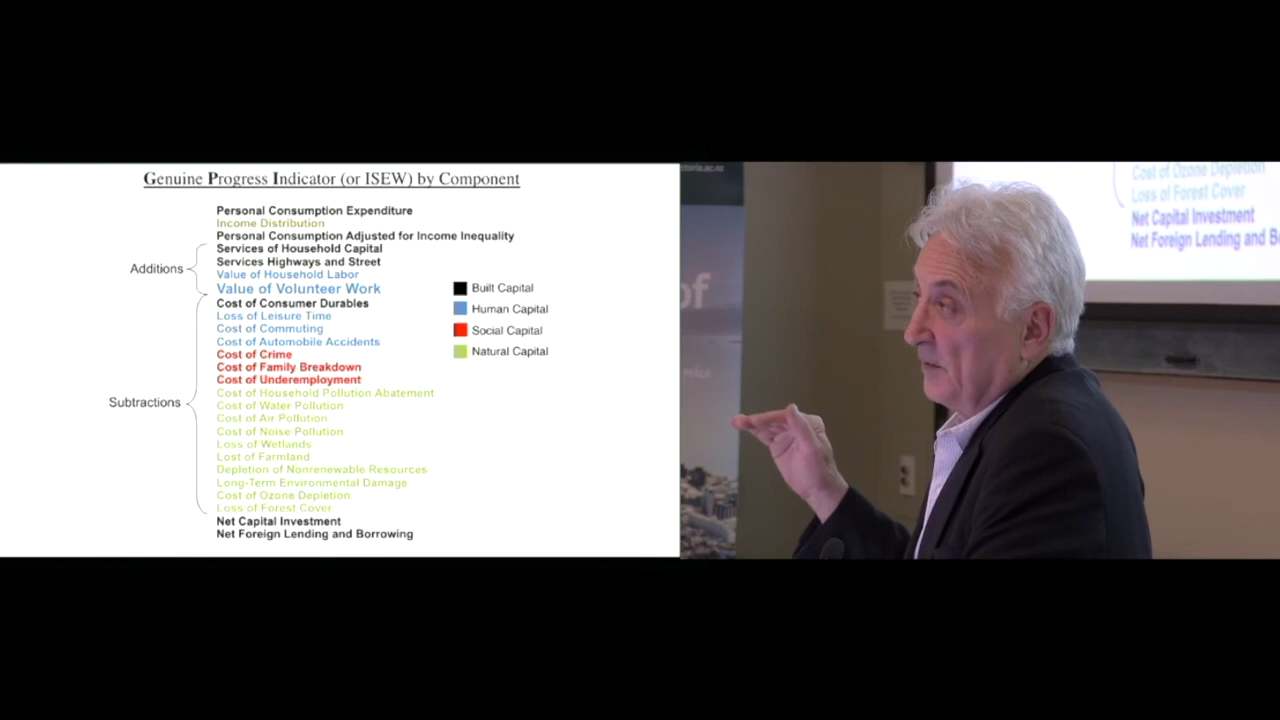 Genuine Progress Indicator (or ISEW) by Component
Personal Consumption Expenditure
Income Distribution
Personal Consumption Adjusted for Income Inequality
Services of Household Capital
Services Highways and Street
Additions
Value of Household Labor
Value of Volunteer Work
Cost of Consumer Durables
Loss of Leisure Time
Cost of Commuting
Cost of Automobile Accidents
Cost of Crime
Cost of Family Breakdown
Cost of Underemployment
Subtractions
Cost of Household Pollution Abatement
Cost of Water Pollution
Cost of Air Pollution
Cost of Noise Pollution
Loss of Wetlands
Lost of Farmland
Depletion of Nonrenewable Resources
Long-Term Environmental Damage
Cost of Ozone Depletion
Loss of Forest Cover
Net Capital Investment
Net Foreign Lending and Borrowing
Built Capital
Human Capital
Social Capital
Natural Capital
of
Cost of Ozone Depletion
Loss of Forest Cover
Net Capital Investment
Net Foreign Lending and B